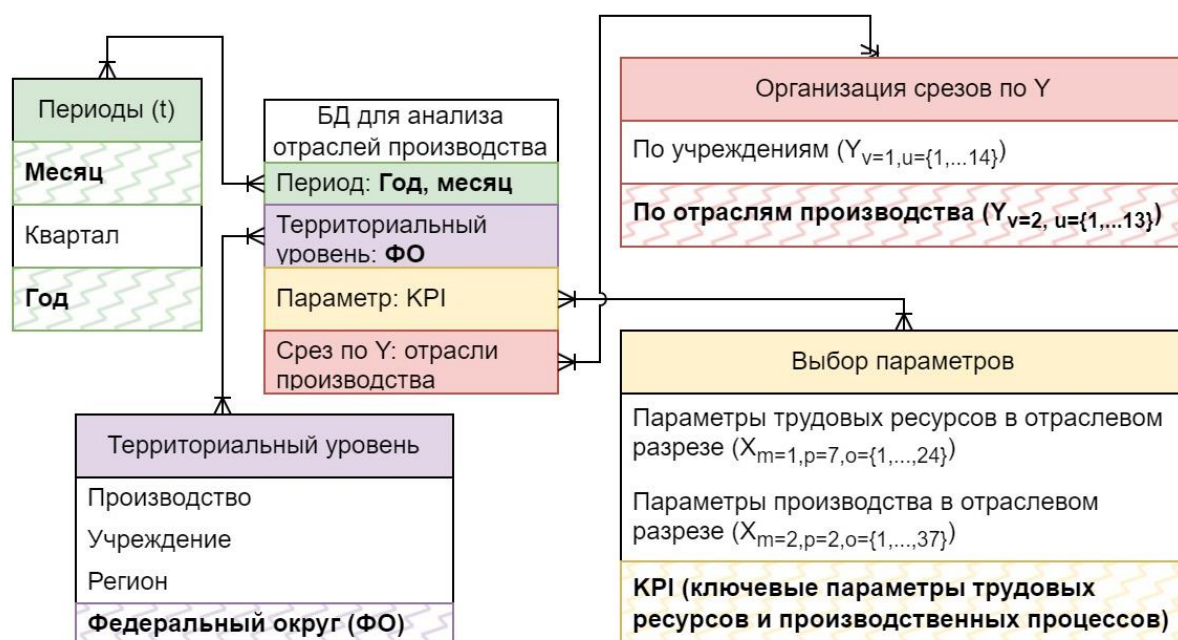 Периоды (t)
Месяц
Квартал
Год
БД для анализа
отраслей производства
Период: Год, месяц
Территориальный
уровень: ФО
Параметр: KPI
Срез по Y: отрасли
производства
Организация срезов по Y
По учреждениям (Yv=1,u={1,...14})
По отраслям производства (Yv=2, u={1,...13})
Территориальный уровень
Производство
Учреждение
Регион
Федеральный округ (ФО)
Выбор параметров
Параметры трудовых ресурсов в отраслевом
разрезе (Xm=1,p=7,o={1,...,24})
Параметры производства в отраслевом
разрезе (Xm=2,p=2,o={1,...,37})
KPI (ключевые параметры трудовых
ресурсов и производственных процессов)